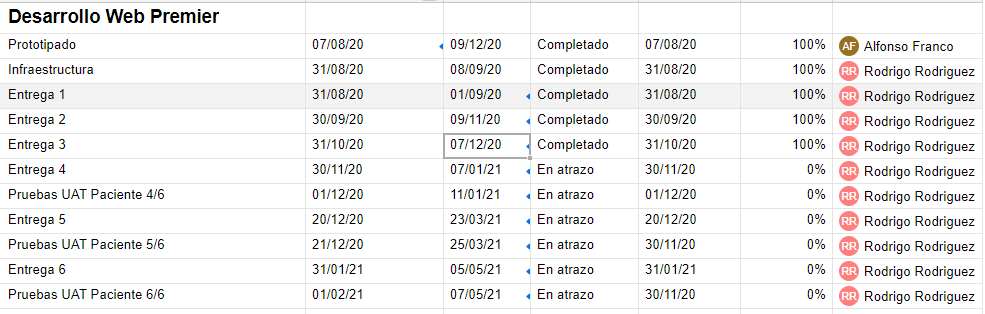 Desarrollo Web Premier
Prototipado 07/08/20 09/12/20 Completado 07/08/20 100% AF Alfonso Franco
Infraestructura 31/08/20 08/09/20 Completado 31/08/20 100% RR Rodrigo Rodriguez
Entrega 1 31/08/20 01/09/20 Completado 31/08/20 100% RR Rodrigo Rodriguez
Entrega 2 30/09/20 09/11/20 Completado 30/09/20 100% RR Rodrigo Rodriguez
Entrega 3 31/10/20 07/12/20 Completado 31/10/20 100% RR Rodrigo Rodriguez
Entrega 4 30/11/20 07/01/21 En atrazo 30/11/20 0% RR Rodrigo Rodriguez
Pruebas UAT Paciente 4/6 01/12/20 11/01/21 En atrazo 01/12/20 0% RR Rodrigo Rodriguez
Entrega 5 20/12/20 23/03/21 En atrazo 20/12/20 0% RR Rodrigo Rodriguez
Pruebas UAT Paciente 5/6 21/12/20 25/03/21 En atrazo 30/11/20 0% RR Rodrigo Rodriguez
Entrega 6 31/01/21 05/05/21 En atrazo 31/01/21 0% RR Rodrigo Rodriguez
Pruebas UAT Paciente 6/6 01/02/21 07/05/21 En atrazo 30/11/20 0% RR Rodrigo Rodriguez